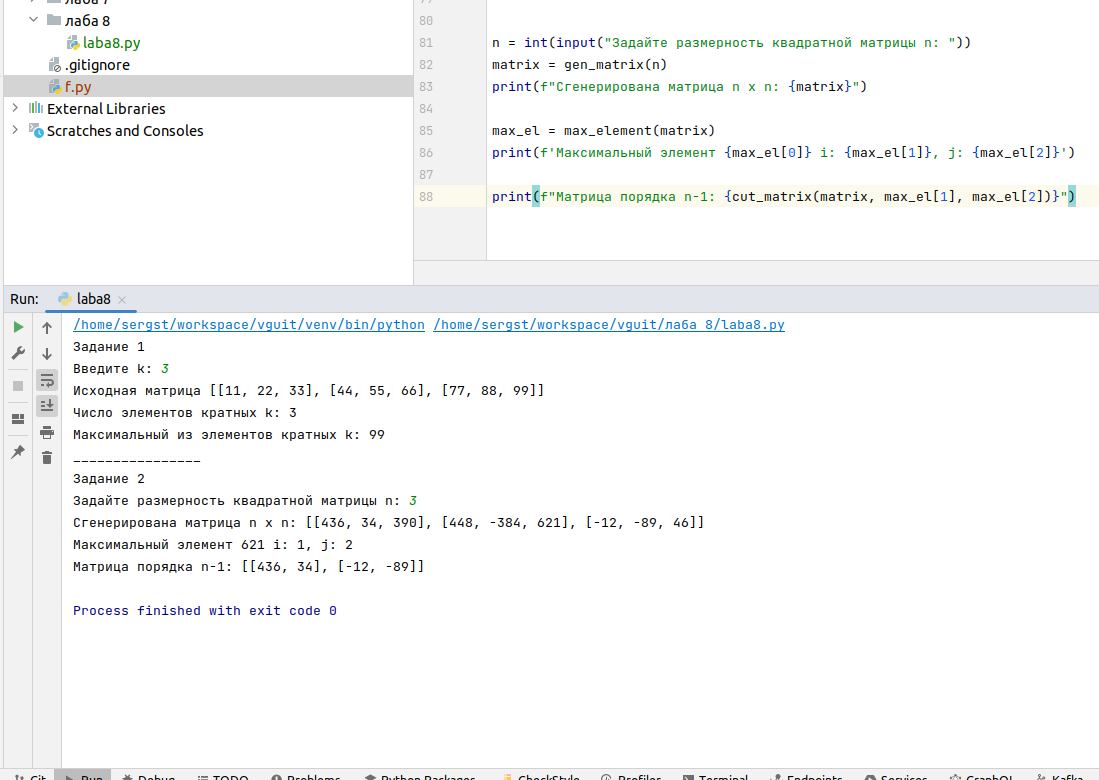 лаба 7
лаба 8
laba8.py
.gitignore
f.py
External Libraries
Scratches and Consoles
79
80
81 n = int(input("Задайте размерность квадратной матрицы n: "))
82 matrix = gen_matrix(n)
83 print(f"Сгенерирована матрица n x n: {matrix}")
84
85 max_el = max_element(matrix)
86 print(f'Максимальный элемент {max_el[0]} i: {max_el[1]}, j: {max_el[2]}')
87
88 print(f"Матрица порядка n-1: {cut_matrix(matrix, max_el[1], max_el[2])}")
Run: laba8
/home/sergst/workspace/vguit/venv/bin/python /home/sergst/workspace/vguit/лаба 8/laba8.py
Задание 1
Введите k: 3
Исходная матрица [[11, 22, 33], [44, 55, 66], [77, 88, 99]]
Число элементов кратных k: 3
Максимальный из элементов кратных k: 99
________________
Задание 2
Задайте размерность квадратной матрицы n: 3
Сгенерирована матрица n x n: [[436, 34, 390], [448, -384, 621], [-12, -89, 46]]
Максимальный элемент 621 i: 1, j: 2
Матрица порядка n-1: [[436, 34], [-12, -89]]
Process finished with exit code 0
Git Run Debug TODO Problems Python Packages CheckStyle Profiles Terminal Endpoints Services GraphQL Kafka